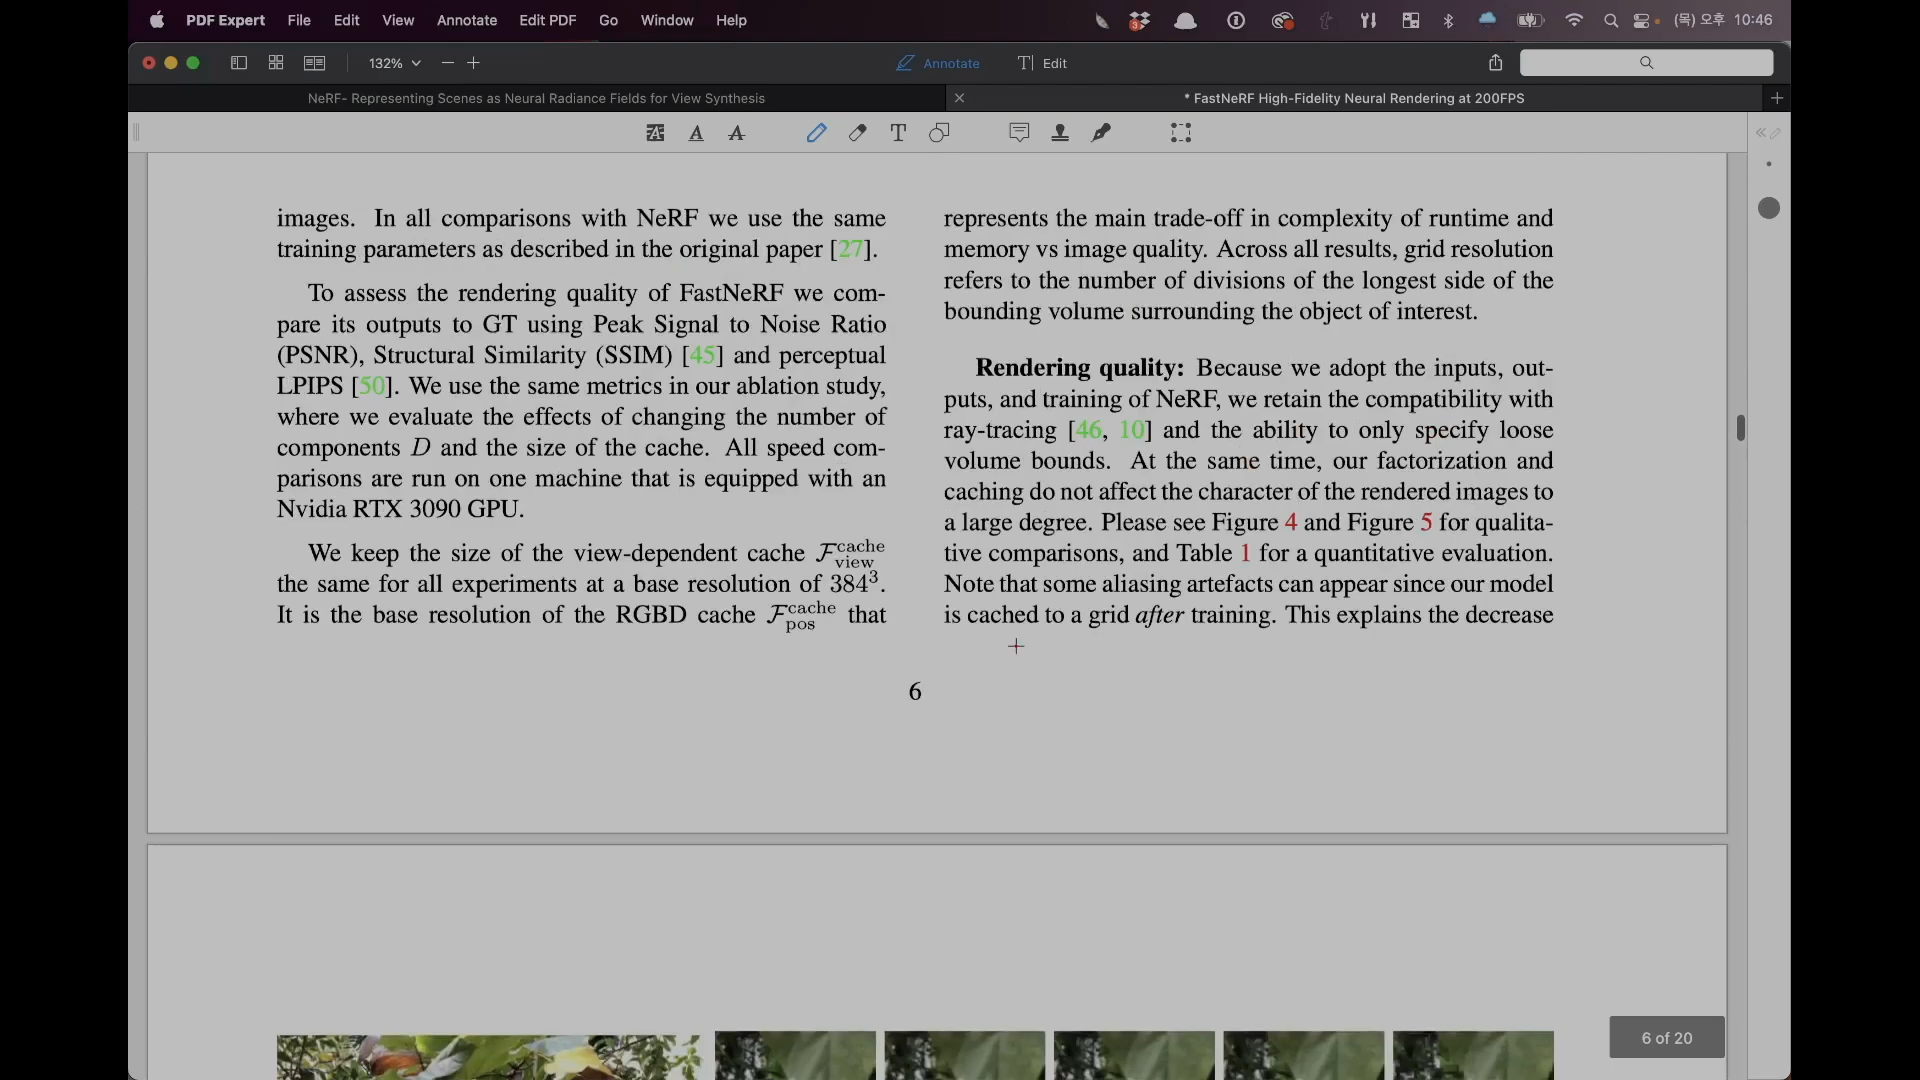 PDF Expert File Edit View Annotate Edit PDF Go Window Help
3
(목) 오후 10:46
132%
Annotate
T Edit
NeRF- Representing Scenes as Neural Radiance Fields for View Synthesis
* FastNeRF High-Fidelity Neural Rendering at 200FPS
images. In all comparisons with NeRF we use the same
training parameters as described in the original paper [27].
To assess the rendering quality of FastNeRF we com-
pare its outputs to GT using Peak Signal to Noise Ratio
(PSNR), Structural Similarity (SSIM) [45] and perceptual
LPIPS [50]. We use the same metrics in our ablation study,
where we evaluate the effects of changing the number of
components D and the size of the cache. All speed com-
parisons are run on one machine that is equipped with an
Nvidia RTX 3090 GPU.
We keep the size of the view-dependent cache ℱ^cache_view
the same for all experiments at a base resolution of 384³.
It is the base resolution of the RGBD cache ℱ^cache_pos that
represents the main trade-off in complexity of runtime and
memory vs image quality. Across all results, grid resolution
refers to the number of divisions of the longest side of the
bounding volume surrounding the object of interest.
Rendering quality: Because we adopt the inputs, out-
puts, and training of NeRF, we retain the compatibility with
ray-tracing [46, 10] and the ability to only specify loose
volume bounds. At the same time, our factorization and
caching do not affect the character of the rendered images to
a large degree. Please see Figure 4 and Figure 5 for qualita-
tive comparisons, and Table 1 for a quantitative evaluation.
Note that some aliasing artefacts can appear since our model
is cached to a grid after training. This explains the decrease
6
6 of 20